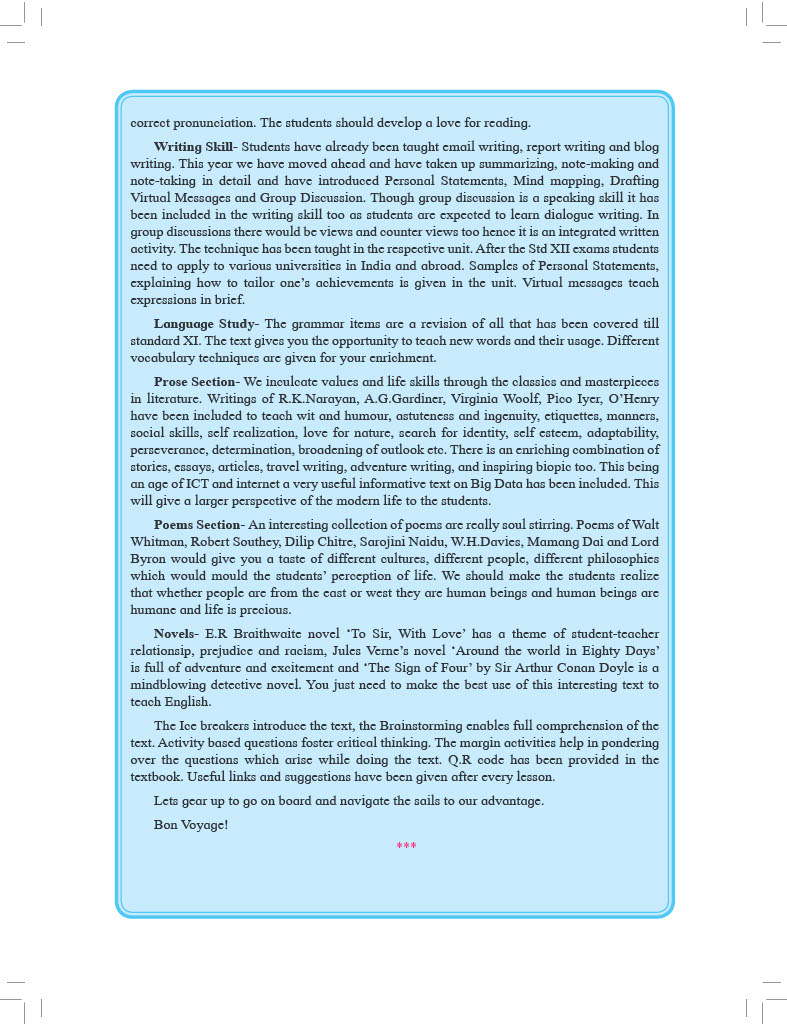 correct pronunciation. The students should develop a love for reading.
Writing Skill- Students have already been taught email writing, report writing and blog
writing. This year we have moved ahead and have taken up summarizing, note-making and
note-taking in detail and have introduced Personal Statements, Mind mapping, Drafting
Virtual Messages and Group Discussion. Though group discussion is a speaking skill it has
been included in the writing skill too as students are expected to learn dialogue writing. In
group discussions there would be views and counter views too hence it is an integrated written
activity. The technique has been taught in the respective unit. After the Std XII exams students
need to apply to various universities in India and abroad. Samples of Personal Statements,
explaining how to tailor one’s achievements is given in the unit. Virtual messages teach
expressions in brief.
Language Study- The grammar items are a revision of all that has been covered till
standard XI. The text gives you the opportunity to teach new words and their usage. Different
vocabulary techniques are given for your enrichment.
Prose Section- We inculcate values and life skills through the classics and masterpieces
in literature. Writings of R.K.Narayan, A.G.Gardiner, Virginia Woolf, Pico Iyer, O’Henry
have been included to teach wit and humour, astuteness and ingenuity, etiquettes, manners,
social skills, self realization, love for nature, search for identity, self esteem, adaptability,
perseverance, determination, broadening of outlook etc. There is an enriching combination of
stories, essays, articles, travel writing, adventure writing, and inspiring biopic too. This being
an age of ICT and internet a very useful informative text on Big Data has been included. This
will give a larger perspective of the modern life to the students.
Poems Section- An interesting collection of poems are really soul stirring. Poems of Walt
Whitman, Robert Southey, Dilip Chitre, Sarojini Naidu, W.H.Davies, Mamang Dai and Lord
Byron would give you a taste of different cultures, different people, different philosophies
which would mould the students’ perception of life. We should make the students realize
that whether people are from the east or west they are human beings and human beings are
humane and life is precious.
Novels- E.R Braithwaite novel ‘To Sir, With Love’ has a theme of student-teacher
relationsip, prejudice and racism, Jules Verne’s novel ‘Around the world in Eighty Days’
is full of adventure and excitement and ‘The Sign of Four’ by Sir Arthur Conan Doyle is a
mindblowing detective novel. You just need to make the best use of this interesting text to
teach English.
The Ice breakers introduce the text, the Brainstorming enables full comprehension of the
text. Activity based questions foster critical thinking. The margin activities help in pondering
over the questions which arise while doing the text. Q.R code has been provided in the
textbook. Useful links and suggestions have been given after every lesson.
Lets gear up to go on board and navigate the sails to our advantage.
Bon Voyage!
***